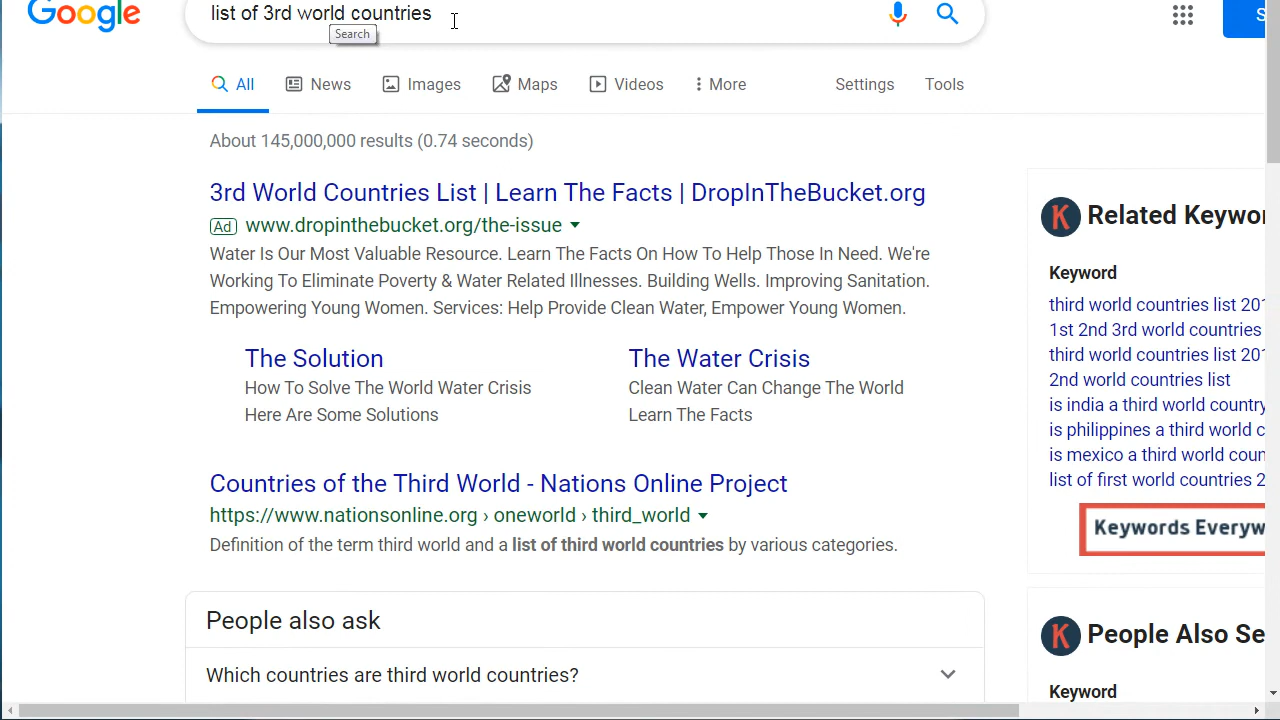 Google
list of 3rd world countries
Search
S
All
News
Images
Maps
Videos
More
Settings
Tools
About 145,000,000 results (0.74 seconds)
3rd World Countries List | Learn The Facts | DropInTheBucket.org
Ad www.dropinthebucket.org/the-issue
Water Is Our Most Valuable Resource. Learn The Facts On How To Help Those In Need. We're
Working To Eliminate Poverty & Water Related Illnesses. Building Wells. Improving Sanitation.
Empowering Young Women. Services: Help Provide Clean Water, Empower Young Women.
The Solution
How To Solve The World Water Crisis
Here Are Some Solutions
The Water Crisis
Clean Water Can Change The World
Learn The Facts
Countries of the Third World - Nations Online Project
https://www.nationsonline.org › oneworld › third_world
Definition of the term third world and a list of third world countries by various categories.
People also ask
Which countries are third world countries?
K Related Keywor
Keyword
third world countries list 201
1st 2nd 3rd world countries
third world countries list 201
2nd world countries list
is india a third world country
is philippines a third world c
is mexico a third world coun
list of first world countries 2
Keywords Everyw
K People Also Se
Keyword